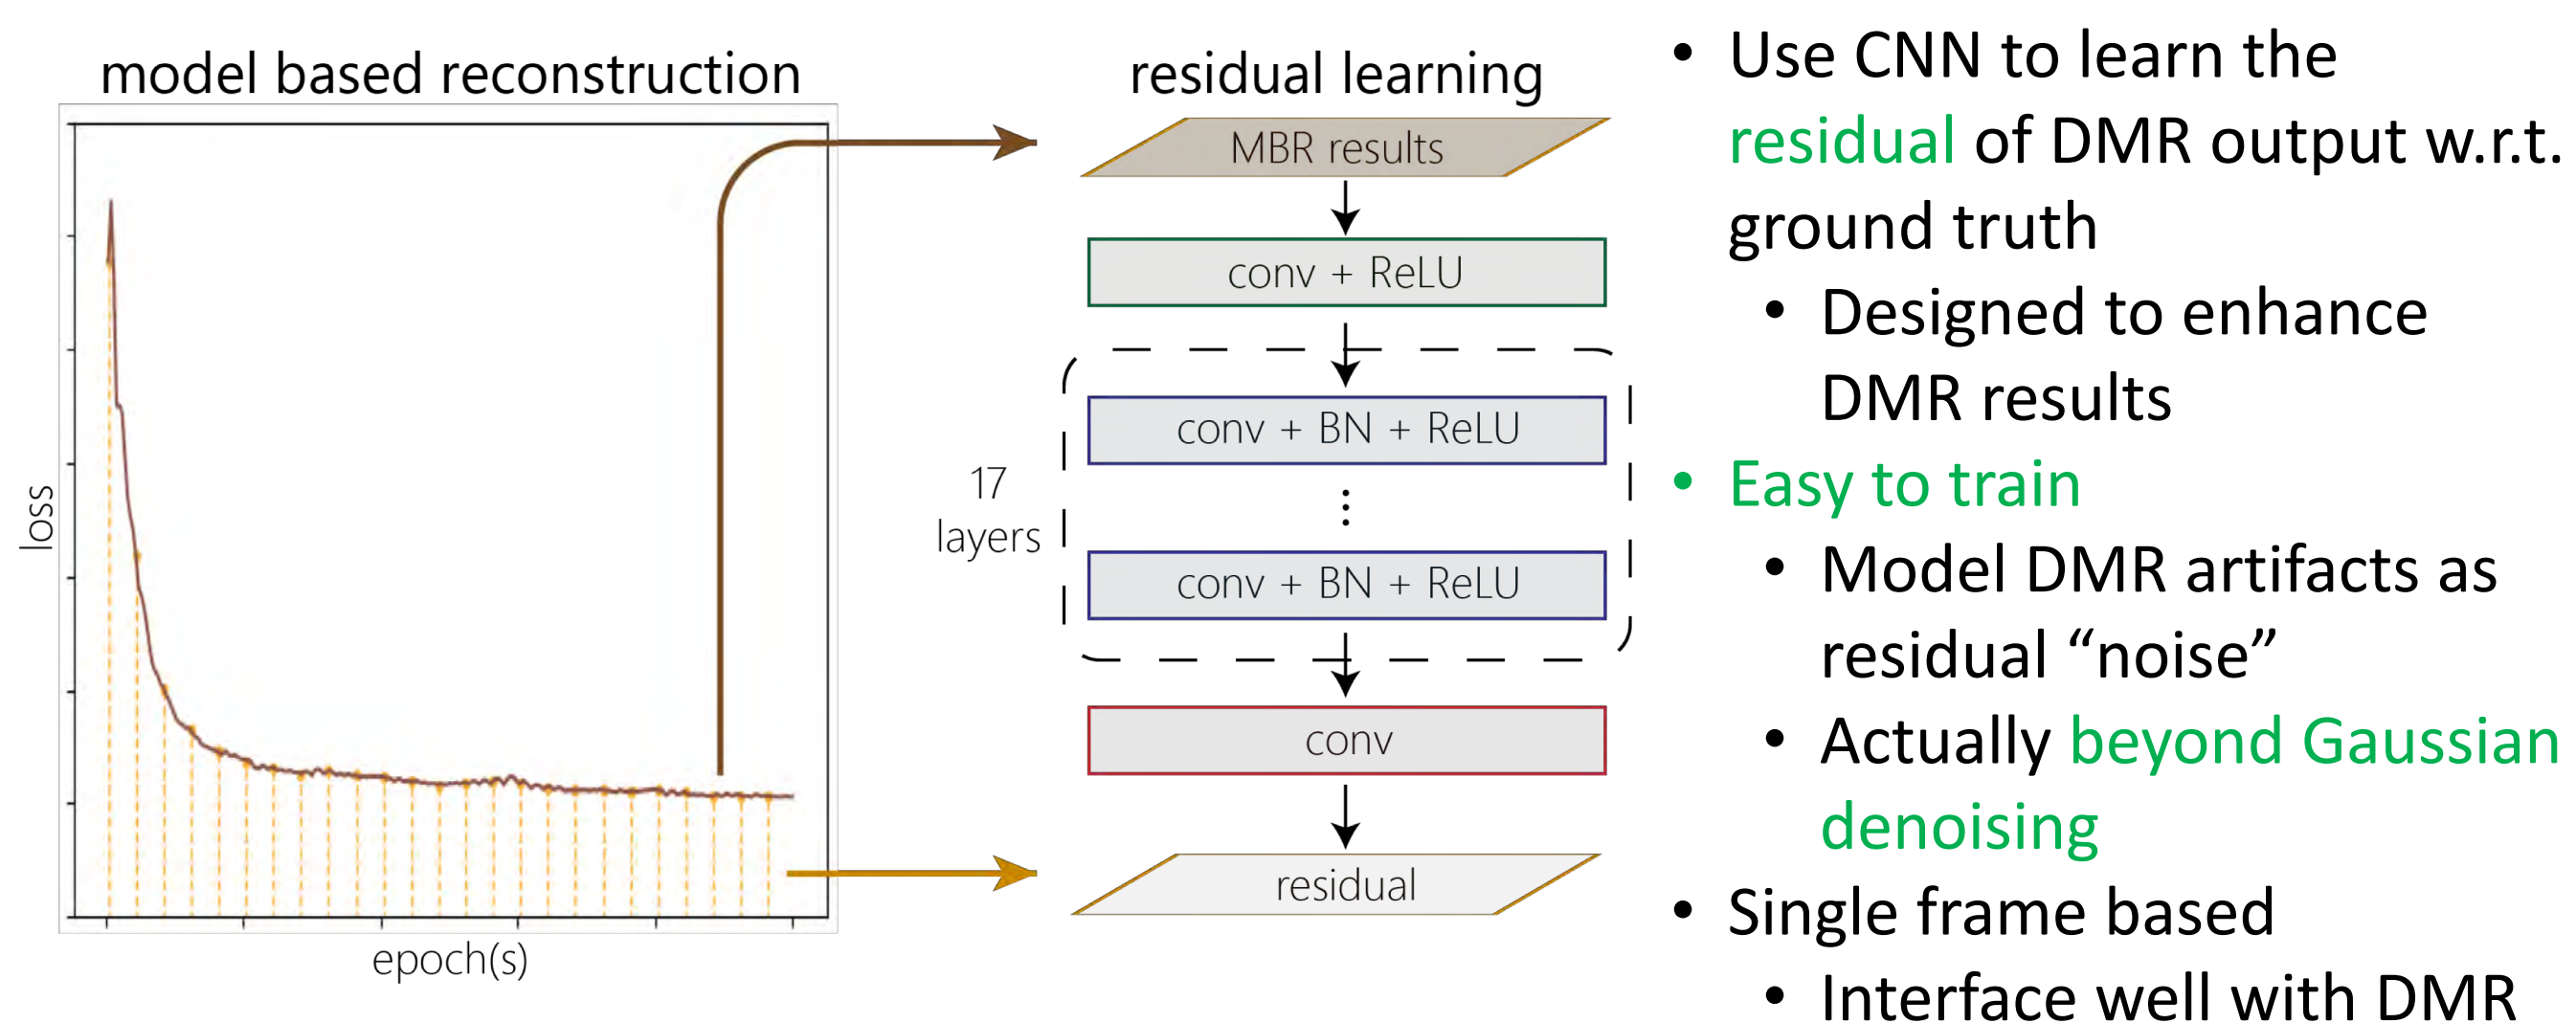 model based reconstruction
loss
epoch(s)
residual learning
MBR results
conv + ReLU
conv + BN + ReLU
⋮
conv + BN + ReLU
17
layers
conv
residual
• Use CNN to learn the
residual of DMR output w.r.t.
ground truth
• Designed to enhance
DMR results
• Easy to train
• Model DMR artifacts as
residual “noise”
• Actually beyond Gaussian
denoising
• Single frame based
• Interface well with DMR